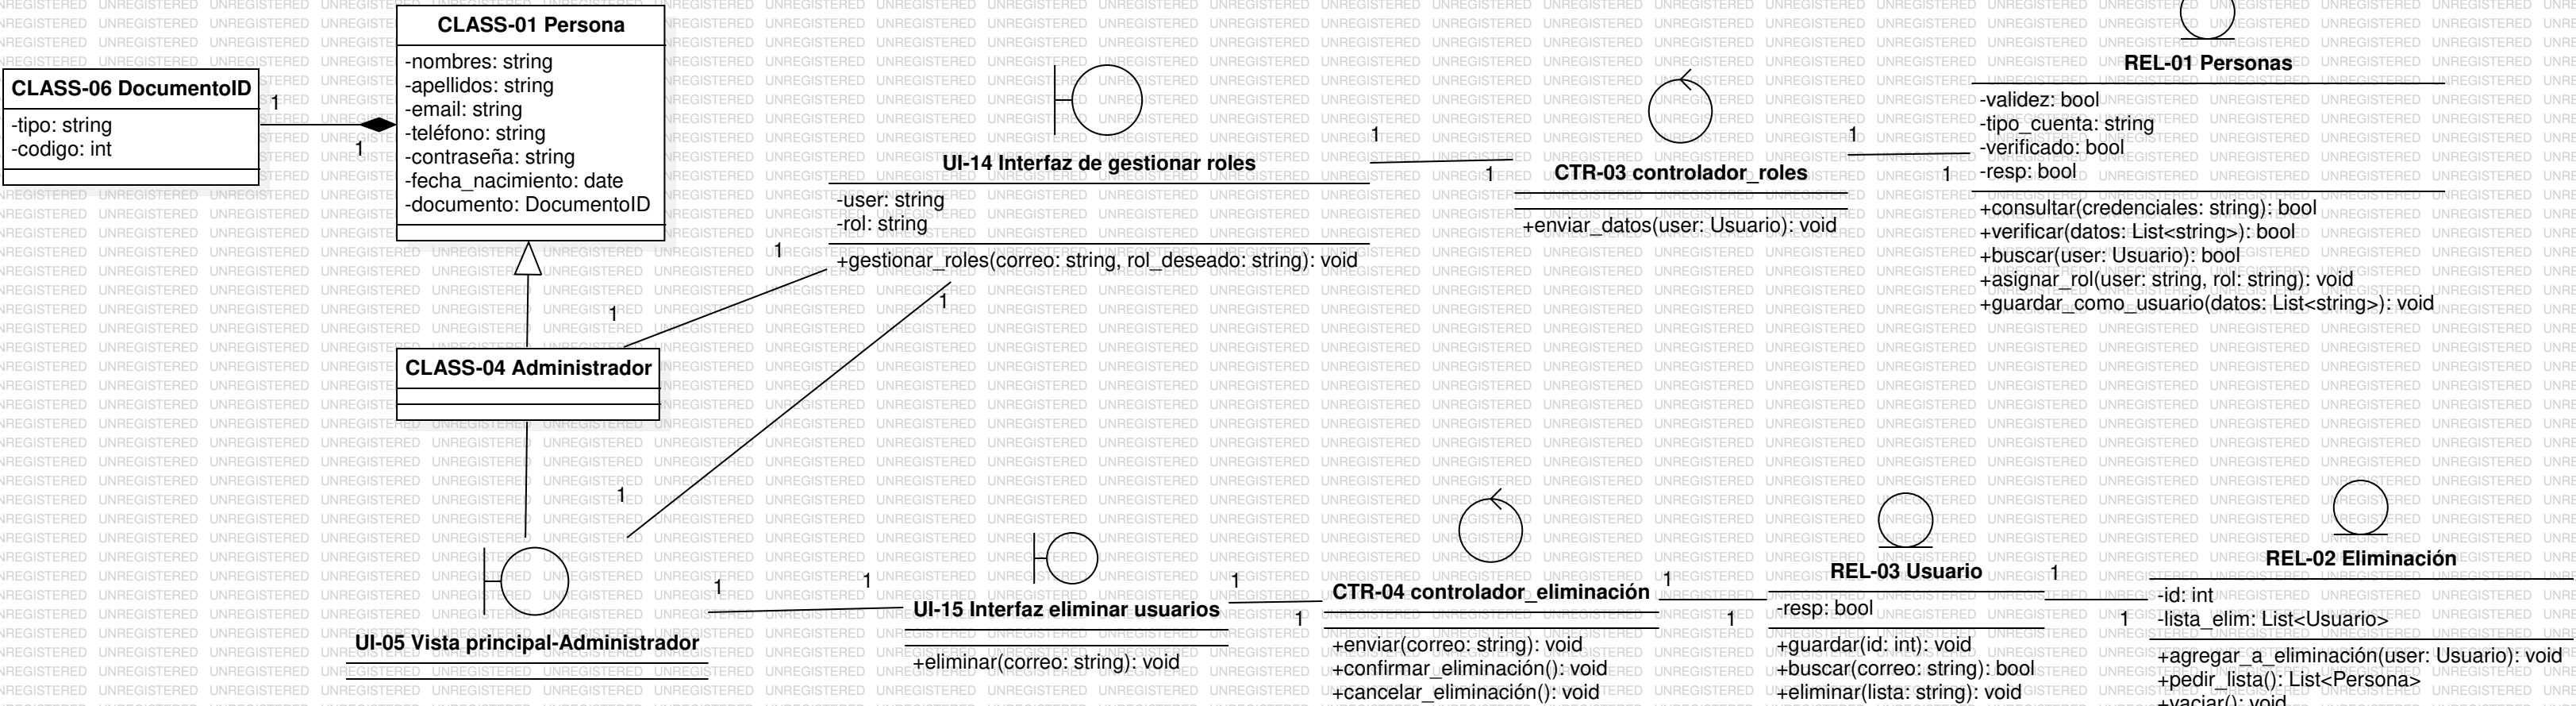 CLASS-06 DocumentoID
-tipo: string
-codigo: int
1
1
CLASS-01 Persona
-nombres: string
-apellidos: string
-email: string
-teléfono: string
-contraseña: string
-fecha_nacimiento: date
-documento: DocumentoID
CLASS-04 Administrador
1
1
UI-14 Interfaz de gestionar roles
-user: string
-rol: string
+gestionar_roles(correo: string, rol_deseado: string): void
1
1
1
1
CTR-03 controlador_roles
+enviar_datos(user: Usuario): void
1
1
REL-01 Personas
-validez: bool
-tipo_cuenta: string
-verificado: bool
-resp: bool
+consultar(credenciales: string): bool
+verificar(datos: List<string>): bool
+buscar(user: Usuario): bool
+asignar_rol(user: string, rol: string): void
+guardar_como_usuario(datos: List<string>): void
UI-05 Vista principal-Administrador
1
1
UI-15 Interfaz eliminar usuarios
+eliminar(correo: string): void
1
1
CTR-04 controlador_eliminación
+enviar(correo: string): void
+confirmar_eliminación(): void
+cancelar_eliminación(): void
1
1
REL-03 Usuario
-resp: bool
+guardar(id: int): void
+buscar(correo: string): bool
+eliminar(lista: string): void
1
1
REL-02 Eliminación
-id: int
-lista_elim: List<Usuario>
+agregar_a_eliminación(user: Usuario): void
+pedir_lista(): List<Persona>
+vaciar(): void
UNREGISTERED